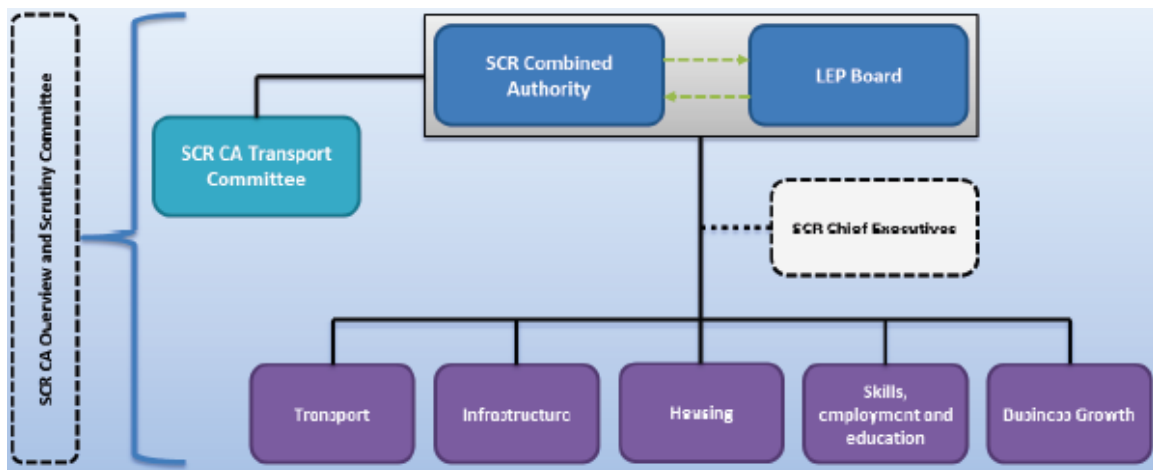 SCR CA Overview and Scrutiny Committee
SCR Combined
Authority
LEP Board
SCR CA Transport
Committee
SCR Chief Executives
Transport
Infrastructure
Housing
Skills,
employment and
education
Business Growth